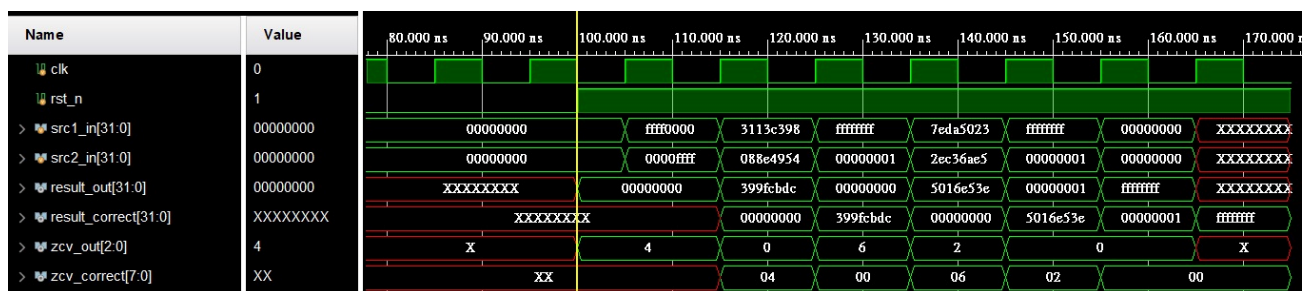 Name Value 80.000 ns 90.000 ns 100.000 ns 110.000 ns 120.000 ns 130.000 ns 140.000 ns 150.000 ns 160.000 ns 170.000 n
clk 0
rst_n 1
src1_in[31:0] 00000000 00000000 ffff0000 3113c398 ffffffff 7eda5023 ffffffff 00000000 XXXXXXXX
src2_in[31:0] 00000000 00000000 0000ffff 088e4954 00000001 2ec36ae5 00000001 00000000 XXXXXXXX
result_out[31:0] 00000000 XXXXXXXX 00000000 399fcbdc 00000000 5016e53e 00000001 ffffffff XXXXXXXX
result_correct[31:0] XXXXXXXX XXXXXXXX 00000000 399fcbdc 00000000 5016e53e 00000001 ffffffff
zcv_out[2:0] 4 X 4 0 6 2 0 X
zcv_correct[7:0] XX XX 04 00 06 02 00